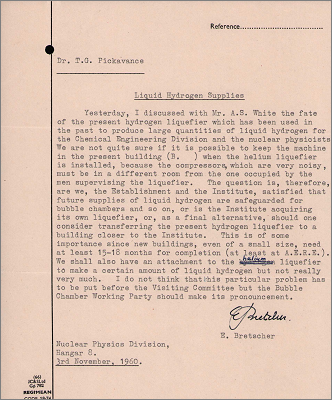 Reference
Dr. T.G. Pickavance
Liquid Hydrogen Supplies
Yesterday, I discussed with Mr. A.S. White the fate
of the present hydrogen liquefier which has been used in
the past to produce large quantities of liquid hydrogen for
the Chemical Engineering Division and the nuclear physicists.
We are not quite sure if it is possible to keep the machine
in the present building (B.    ) when the helium liquefier
is installed, because the compressor, which are very noisy,
must be in a different room from the one occupied by the
men supervising the liquefier. The question is, therefore,
are we, the Establishment and the Institute, satisfied that
future supplies of liquid hydrogen are safeguarded for
bubble chambers and so on, or is the Institute acquiring
its own liquefier, or, as a final alternative, should one
consider transferring the present hydrogen liquefier to a
building closer to the Institute. This is of some
importance since new buildings, even of a small size, need
at least 15-18 months for completion (at least at A.E.R.E.).
We shall also have an attachment to the helium liquefier
to make a certain amount of liquid hydrogen but not really
very much. I do not think that this particular problem has
to be put before the Visiting Committee but the Bubble
Chamber Working Party should make its pronouncement.
E. Bretscher
E. Bretscher
Nuclear Physics Division,
Hangar 8.
3rd November, 1960.
REGIMEAN